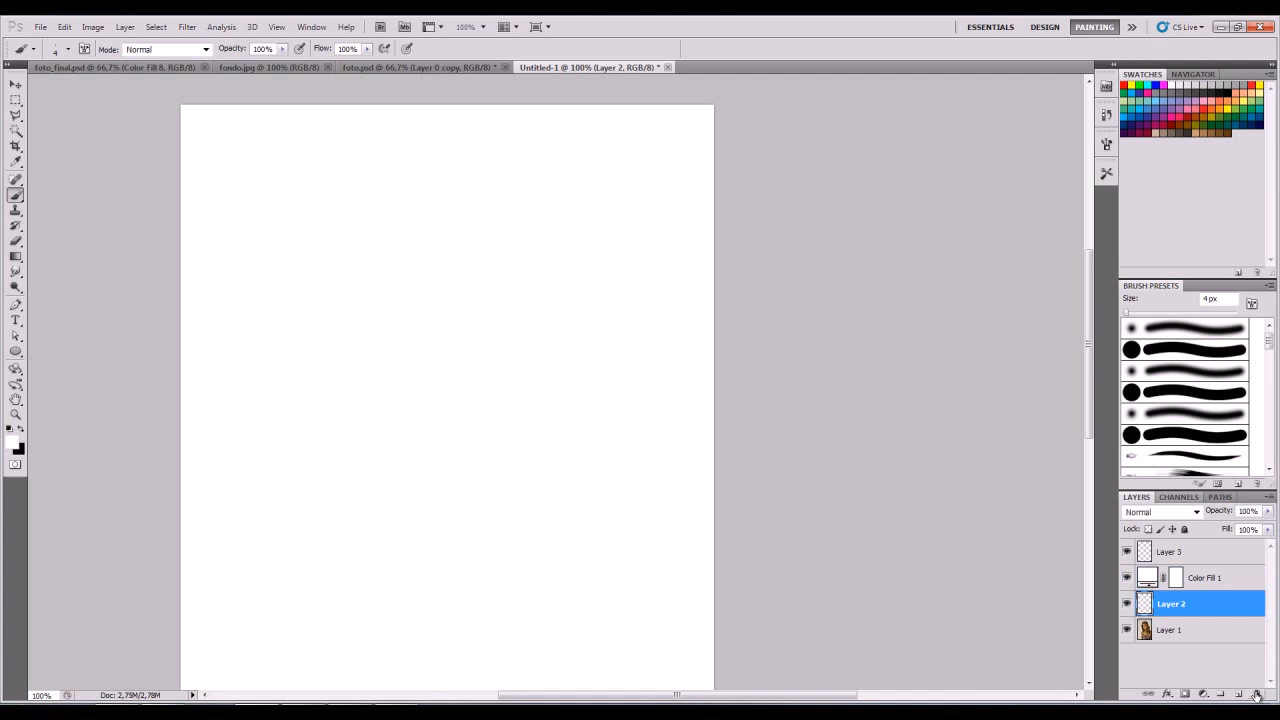 Ps File Edit Image Layer Select Filter Analysis 3D View Window Help Br Mb 100% ESSENTIALS DESIGN PAINTING CS Live
4 Mode: Normal Opacity: 100% Flow: 100%
foto_final.psd @ 66,7% (Color Fill 8, RGB/8) fondo.jpg @ 100% (RGB/8) foto.psd @ 66,7% (Layer 0 copy, RGB/8) * Untitled-1 @ 100% (Layer 2, RGB/8) *
SWATCHES NAVIGATOR
BRUSH PRESETS
Size: 4 px
LAYERS CHANNELS PATHS
Normal Opacity: 100%
Lock: Fill: 100%
Layer 3
Color Fill 1
Layer 2
Layer 1
100% Doc: 2,75M/2,78M